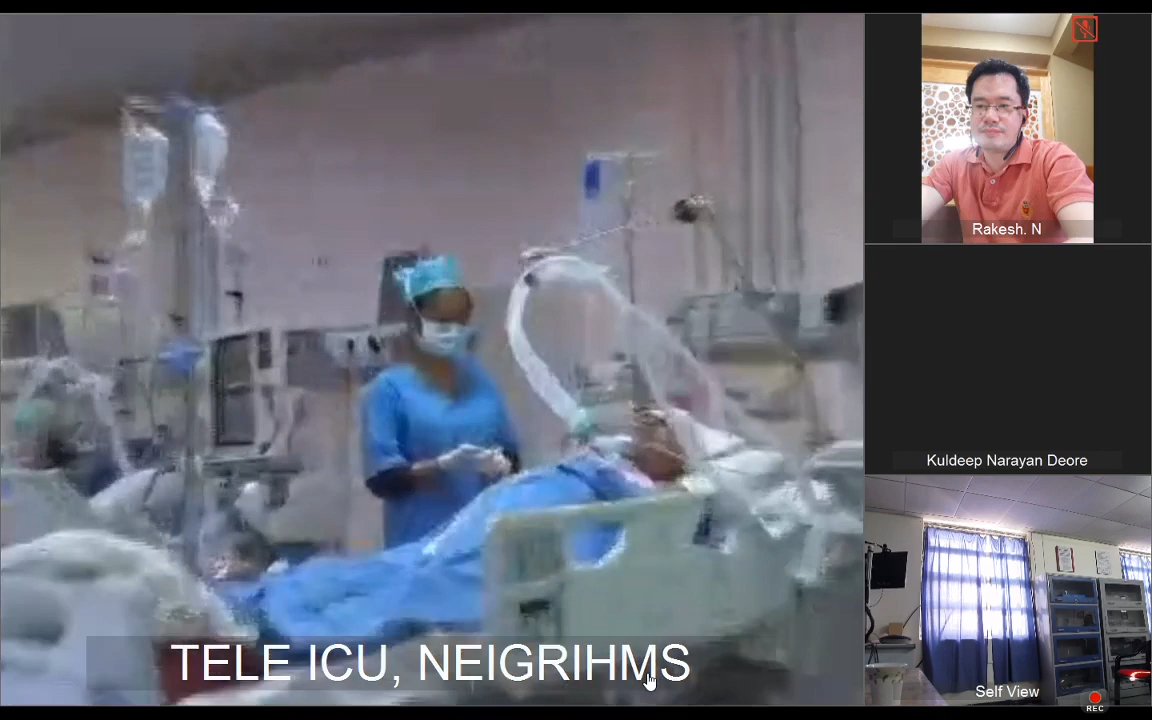 Rakesh. N
Kuldeep Narayan Deore
TELE ICU, NEIGRIHMS
Self View
REC